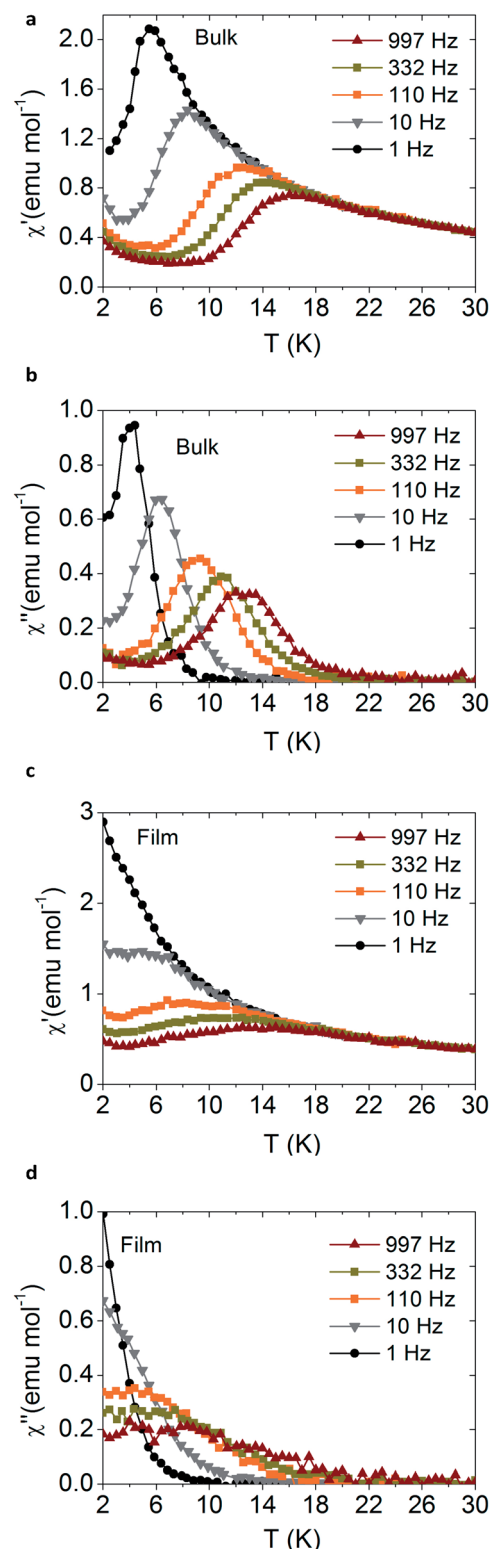 a
Bulk
997 Hz
332 Hz
110 Hz
10 Hz
1 Hz
2.0
1.6
1.2
0.8
0.4
0.0
χ'(emu mol⁻¹)
2 6 10 14 18 22 26 30
T (K)
b
Bulk
997 Hz
332 Hz
110 Hz
10 Hz
1 Hz
1.0
0.8
0.6
0.4
0.2
0.0
χ''(emu mol⁻¹)
2 6 10 14 18 22 26 30
T (K)
c
Film
997 Hz
332 Hz
110 Hz
10 Hz
1 Hz
3
2
1
0
χ'(emu mol⁻¹)
2 6 10 14 18 22 26 30
T (K)
d
Film
997 Hz
332 Hz
110 Hz
10 Hz
1 Hz
1.0
0.8
0.6
0.4
0.2
0.0
χ''(emu mol⁻¹)
2 6 10 14 18 22 26 30
T (K)